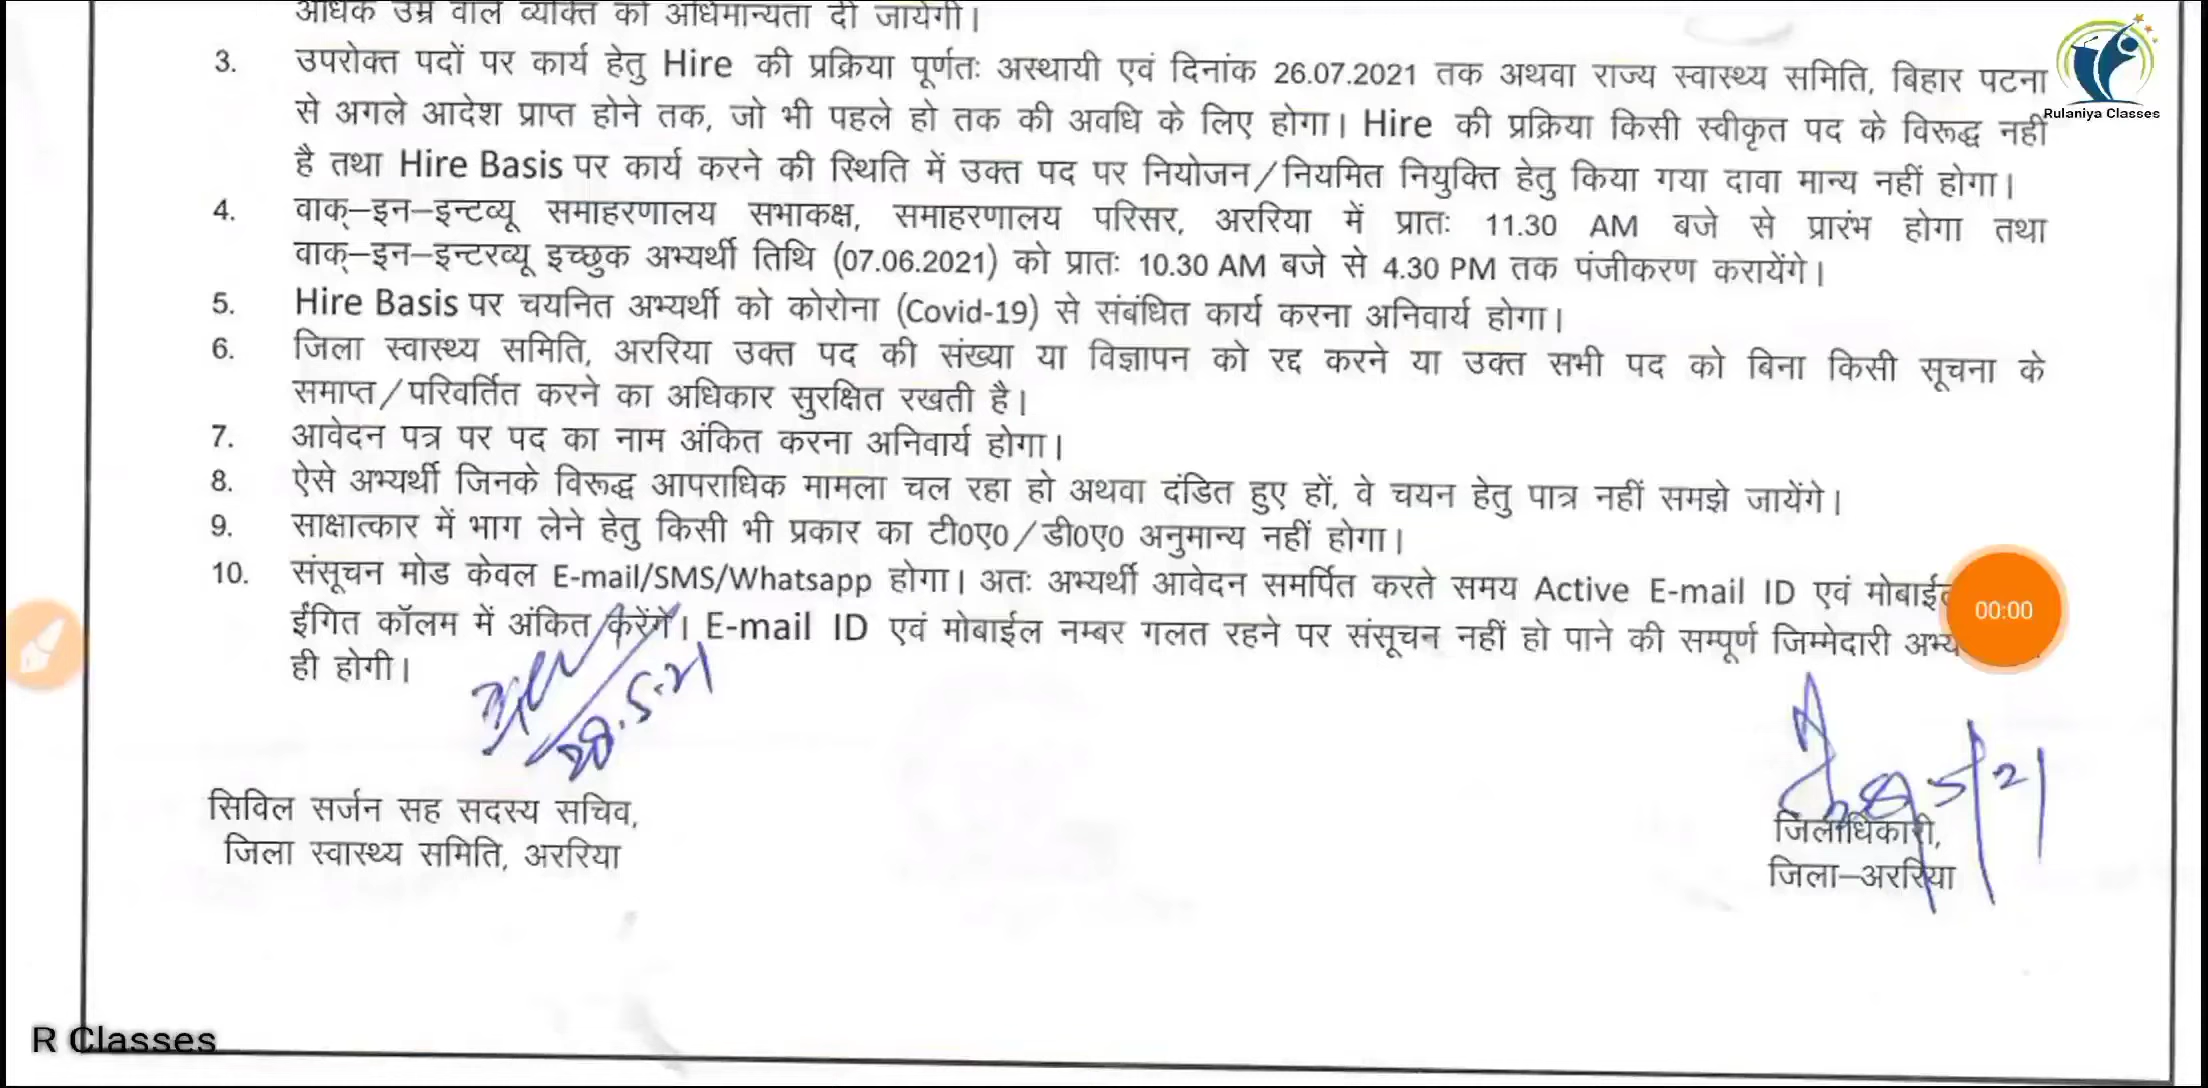 अधिक उम्र वाले व्यक्ति को अधिमान्यता दी जायेगी।
3. उपरोक्त पदों पर कार्य हेतु Hire की प्रक्रिया पूर्णतः अस्थायी एवं दिनांक 26.07.2021 तक अथवा राज्य स्वास्थ्य समिति, बिहार पटना
से अगले आदेश प्राप्त होने तक, जो भी पहले हो तक की अवधि के लिए होगा। Hire की प्रक्रिया किसी स्वीकृत पद के विरूद्ध नहीं
है तथा Hire Basis पर कार्य करने की स्थिति में उक्त पद पर नियोजन/नियमित नियुक्ति हेतु किया गया दावा मान्य नहीं होगा।
4. वाक्–इन–इन्टव्यू समाहरणालय सभाकक्ष, समाहरणालय परिसर, अररिया में प्रातः 11.30 AM बजे से प्रारंभ होगा तथा
वाक्–इन–इन्टरव्यू इच्छुक अभ्यर्थी तिथि (07.06.2021) को प्रातः 10.30 AM बजे से 4.30 PM तक पंजीकरण करायेंगे।
5. Hire Basis पर चयनित अभ्यर्थी को कोरोना (Covid-19) से संबंधित कार्य करना अनिवार्य होगा।
6. जिला स्वास्थ्य समिति, अररिया उक्त पद की संख्या या विज्ञापन को रद्द करने या उक्त सभी पद को बिना किसी सूचना के
समाप्त/परिवर्तित करने का अधिकार सुरक्षित रखती है।
7. आवेदन पत्र पर पद का नाम अंकित करना अनिवार्य होगा।
8. ऐसे अभ्यर्थी जिनके विरूद्ध आपराधिक मामला चल रहा हो अथवा दंडित हुए हों, वे चयन हेतु पात्र नहीं समझे जायेंगे।
9. साक्षात्कार में भाग लेने हेतु किसी भी प्रकार का टी0ए0/डी0ए0 अनुमान्य नहीं होगा।
10. संसूचन मोड केवल E-mail/SMS/Whatsapp होगा। अतः अभ्यर्थी आवेदन समर्पित करते समय Active E-mail ID एवं
ईंगित कॉलम में अंकित करेंगें। E-mail ID एवं मोबाईल नम्बर गलत रहने पर संसूचन नहीं हो पाने की सम्पूर्ण जिम्मेदारी
ही होगी।
28.5.21
28/5/21
सिविल सर्जन सह सदस्य सचिव,
जिला स्वास्थ्य समिति, अररिया
जिलाधिकारी,
जिला–अररिया
Rulaniya Classes
00:00
R Classes